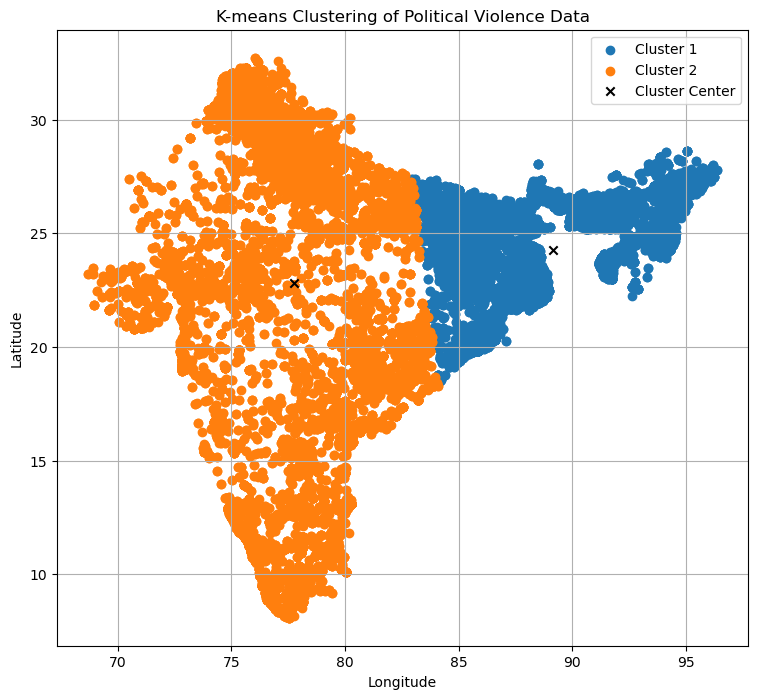 K-means Clustering of Political Violence Data
Cluster 1
Cluster 2
Cluster Center
Latitude
30
25
20
15
10
70
75
80
85
90
95
Longitude